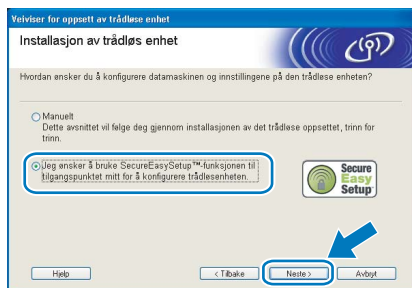 Veiviser for oppsett av trådløse enhet
Installasjon av trådløs enhet
Hvordan ønsker du å konfigurere datamaskinen og innstillingene på den trådløse enheten?
Manuelt
Dette avsnittet vil følge deg gjennom installasjonen av det trådløse oppsettet, trinn for
trinn.
Jeg ønsker å bruke SecureEasySetup™-funksjonen til
tilgangspunktet mitt for å konfigurere trådløsenheten.
Secure
Easy
Setup
Hjelp
< Tilbake
Neste >
Avbryt